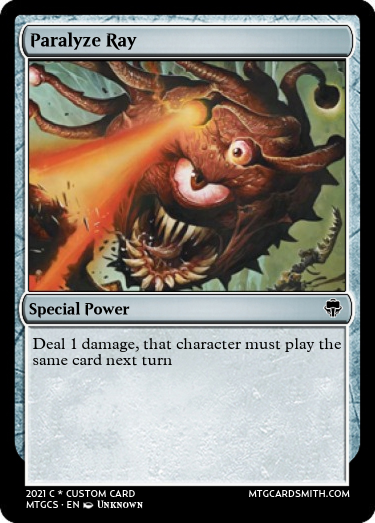 Paralyze Ray
Special Power
Deal 1 damage, that character must play the
same card next turn
2021 C * CUSTOM CARD
MTGCS • EN Unknown
MTGCARDSMITH.COM